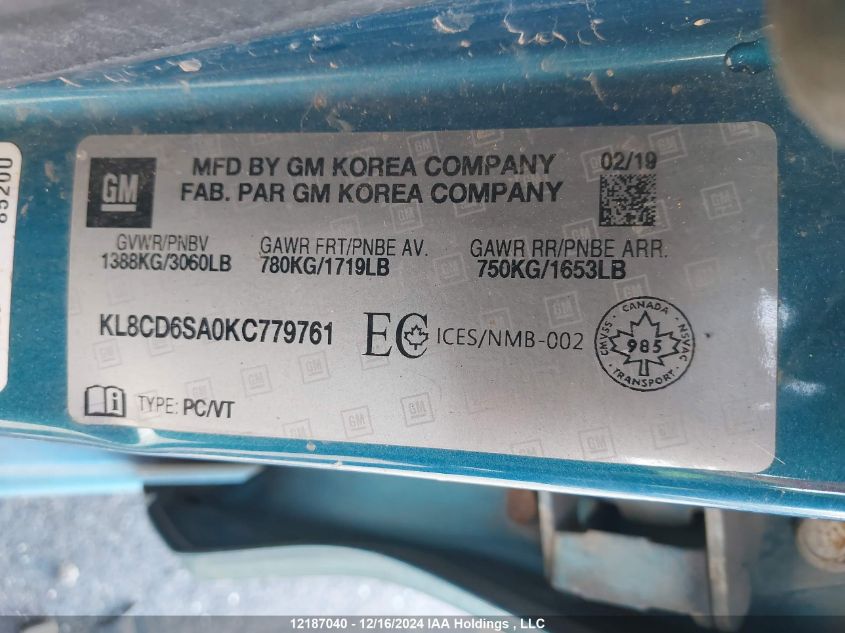 85200
GM
MFD BY GM KOREA COMPANY
FAB. PAR GM KOREA COMPANY
02/19
GVWR/PNBV
1388KG/3060LB
GAWR FRT/PNBE AV.
780KG/1719LB
GAWR RR/PNBE ARR.
750KG/1653LB
KL8CD6SA0KC779761
EC ICES/NMB-002
CANADA
CMVSS
985
NSVAC
TRANSPORT
i TYPE: PC/VT
12187040 - 12/16/2024 IAA Holdings, LLC